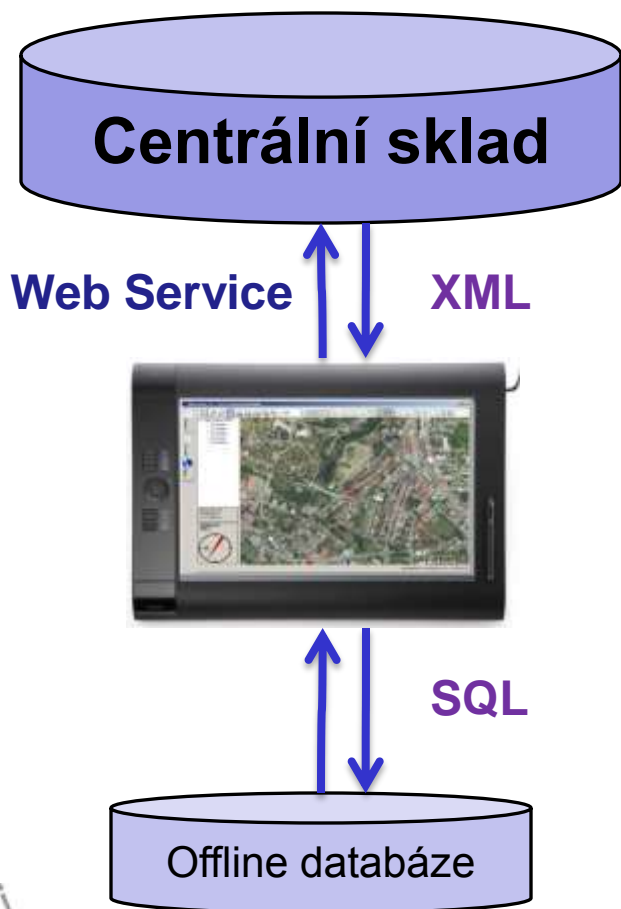 Centrální sklad
Web Service XML
SQL
Offline databáze